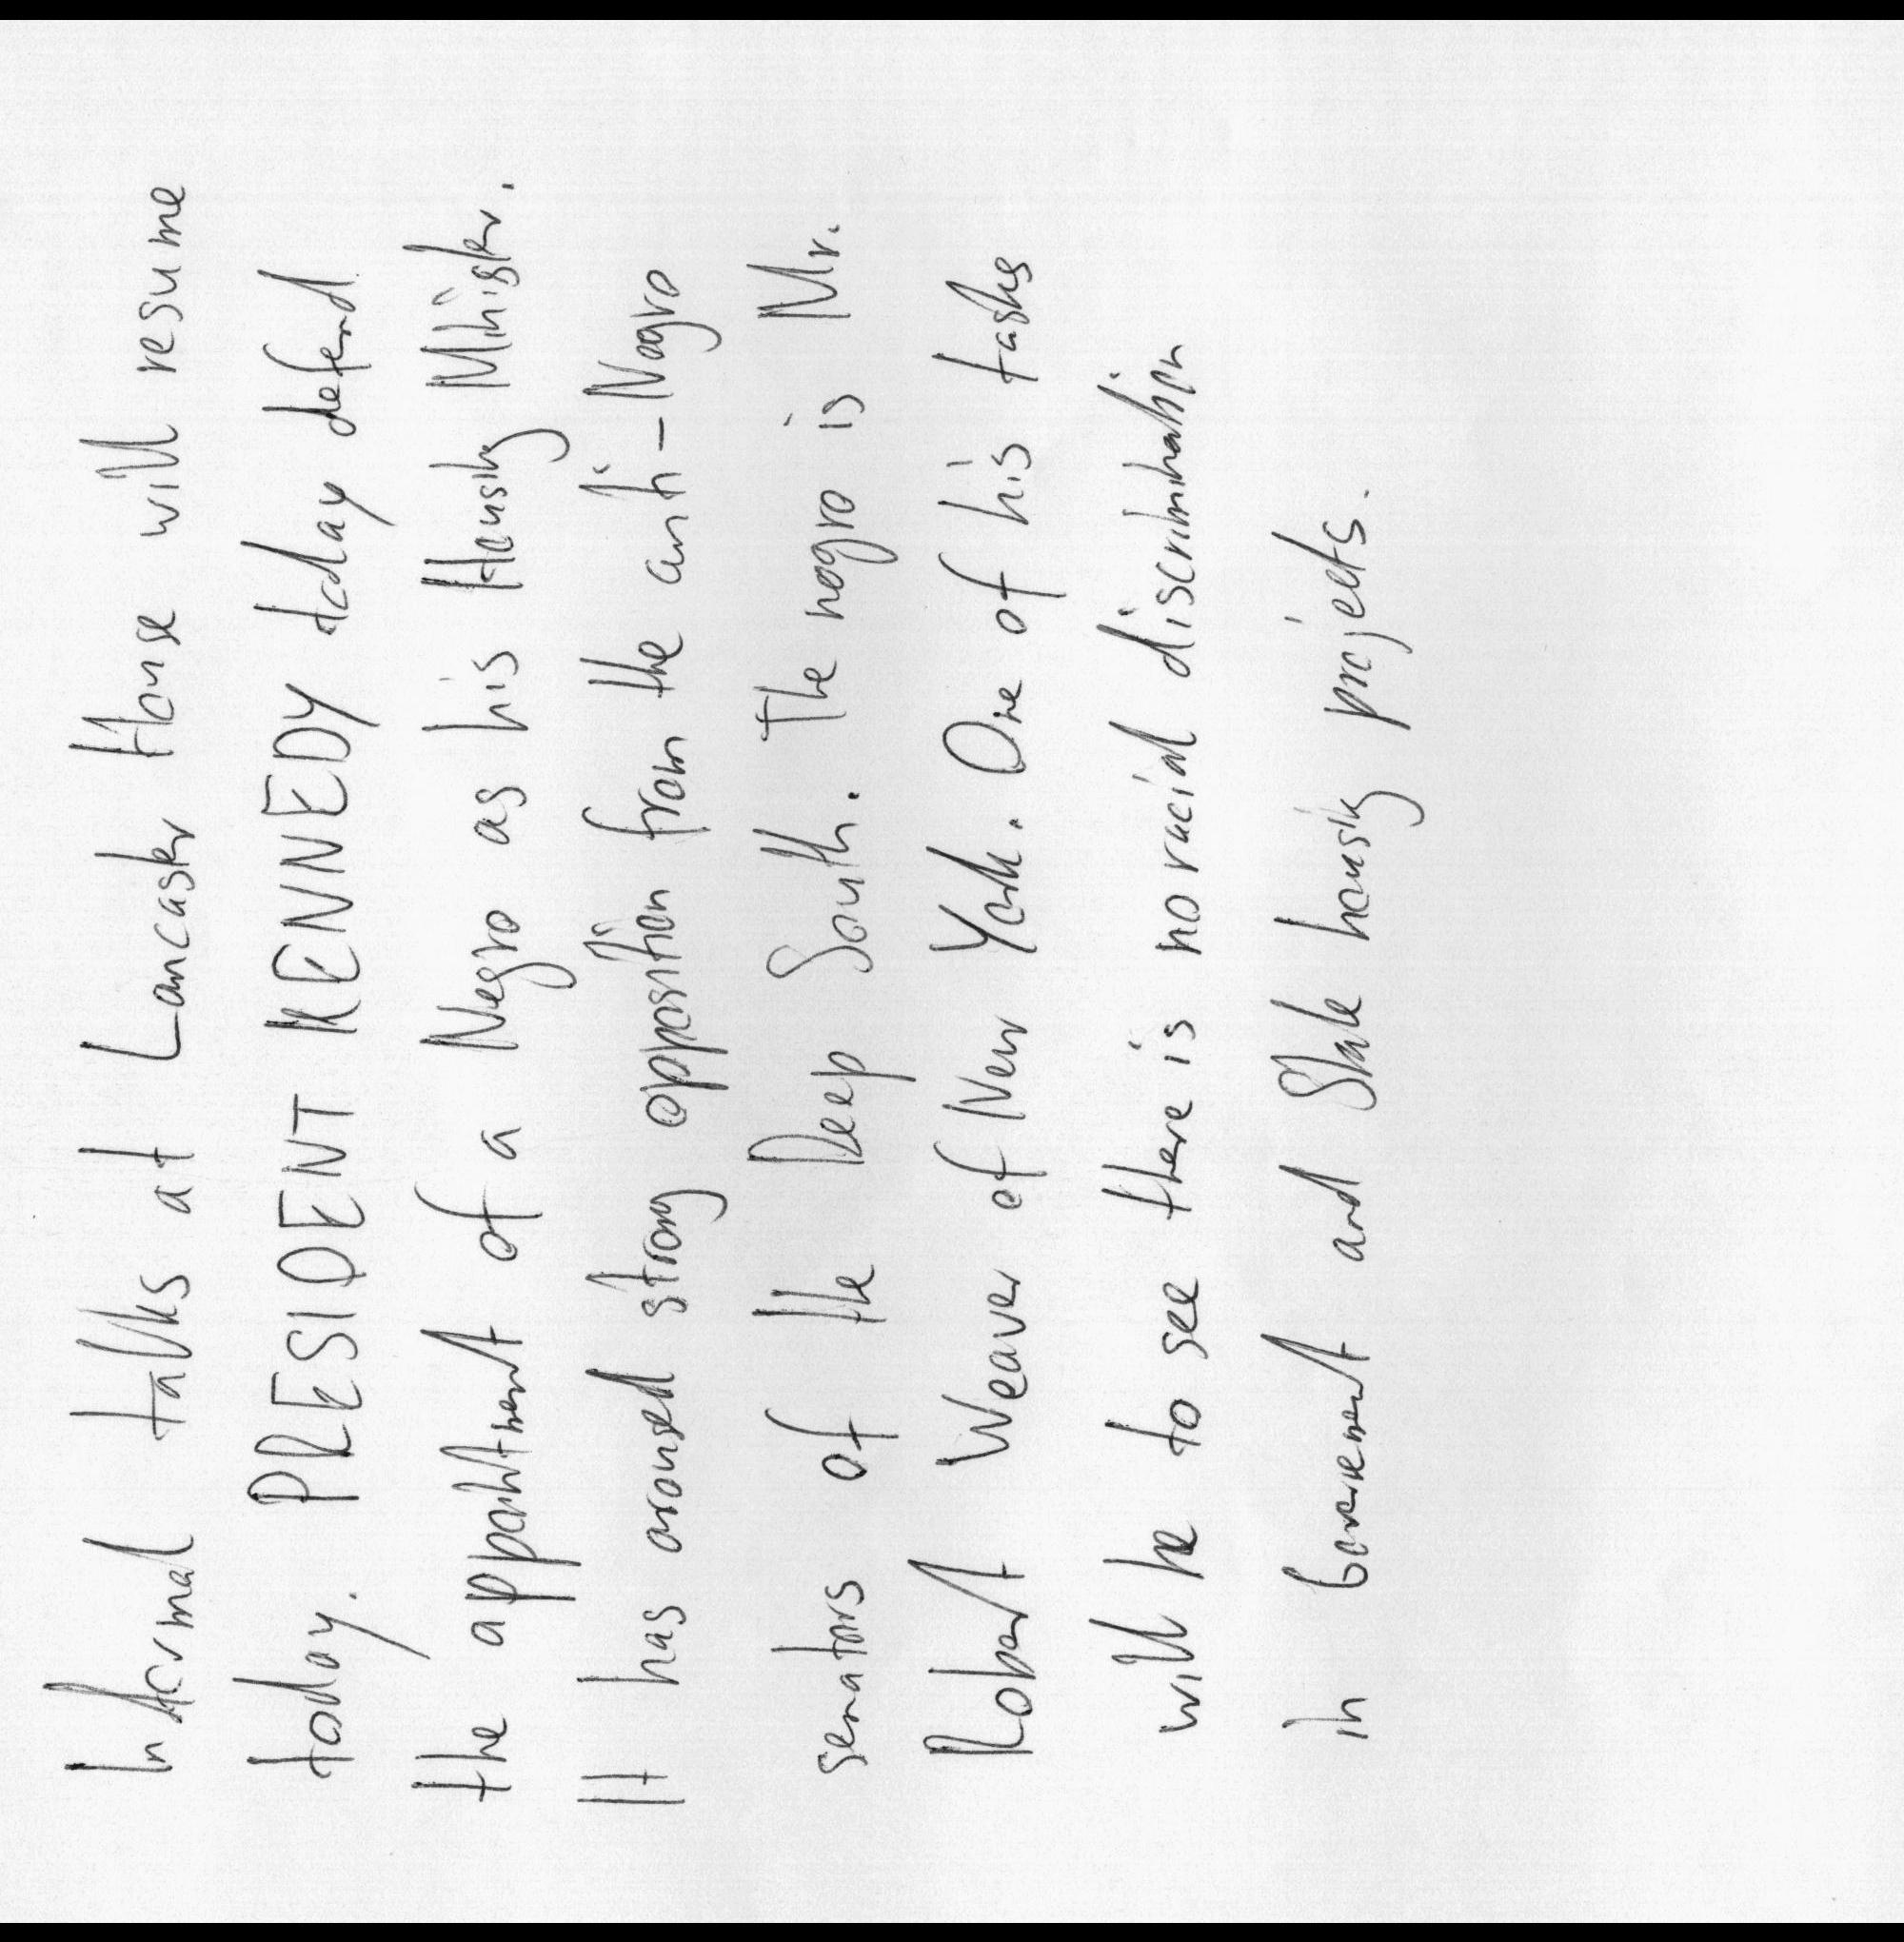 Informal talks at Lancaster House will resume
today. PRESIDENT KENNEDY today defend
the appointment of a Negro as his Housing Minister.
It has aroused strong opposition from the anti-Nogro
senators of the Deep South. The nogro is Mr.
Robert Weaver of New York. One of his tasks
will be to see there is no racial discrimination
in Government and State housing projets.